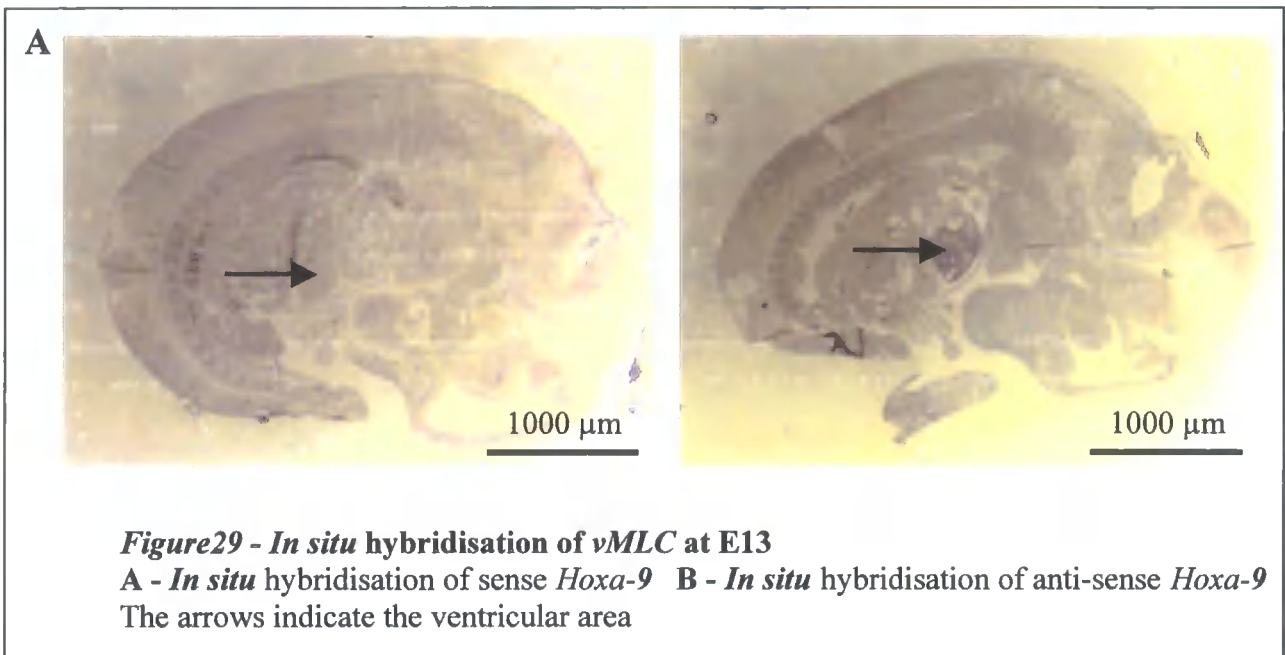 A
1000 μm
1000 μm
Figure29 - In situ hybridisation of vMLC at E13
A - In situ hybridisation of sense Hoxa-9 B - In situ hybridisation of anti-sense Hoxa-9
The arrows indicate the ventricular area